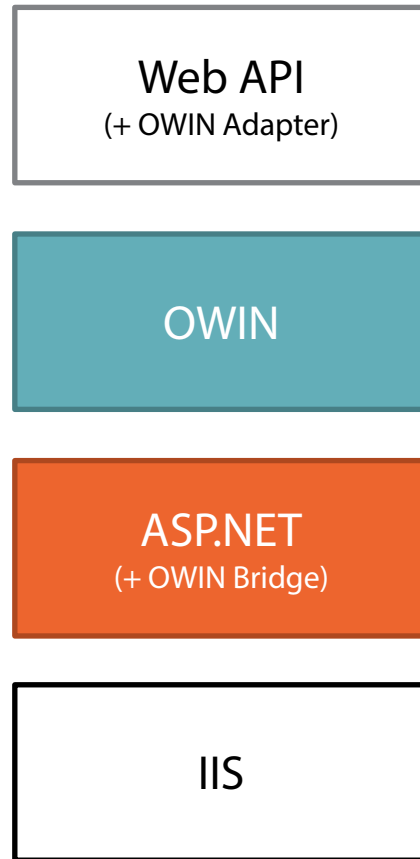 Web API
(+ OWIN Adapter)
OWIN
ASP.NET
(+ OWIN Bridge)
IIS